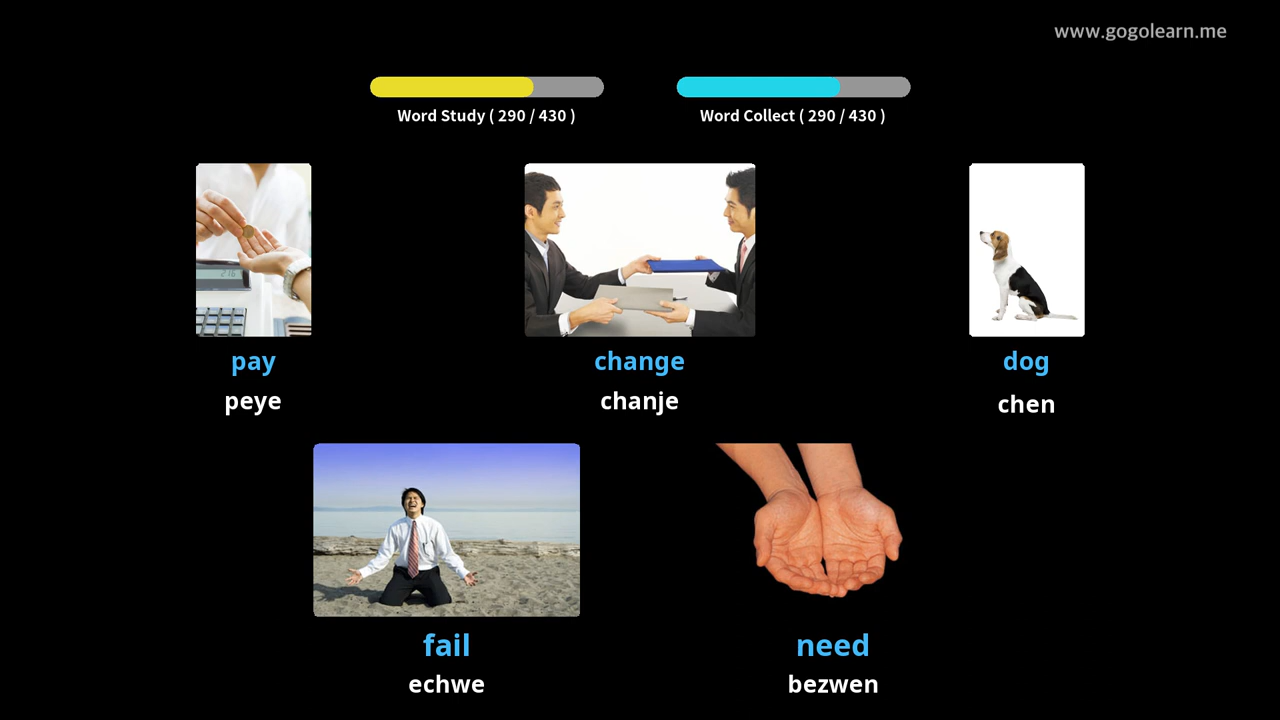 www.gogolearn.me
Word Study ( 290 / 430 )
Word Collect ( 290 / 430 )
pay
peye
change
chanje
dog
chen
fail
echwe
need
bezwen